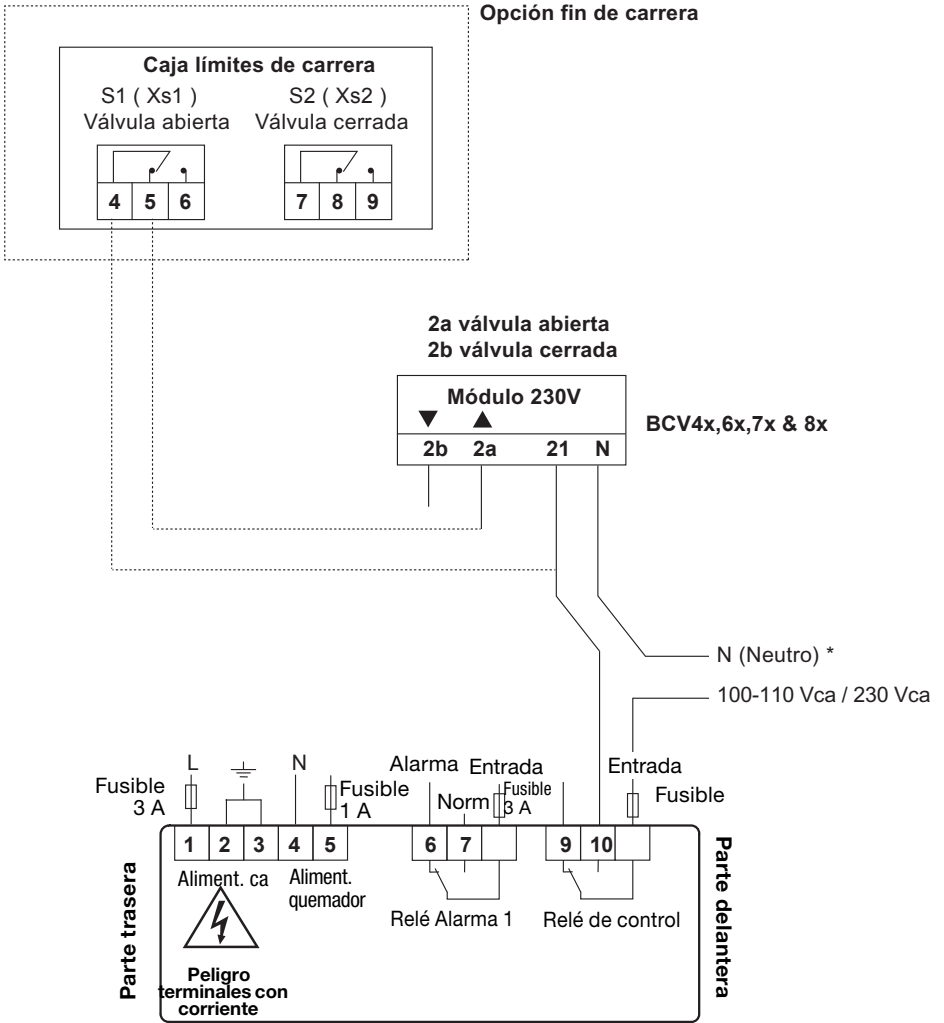 Opción fin de carrera
Caja límites de carrera
S1 ( Xs1 )
Válvula abierta
S2 ( Xs2 )
Válvula cerrada
4 5 6
7 8 9
2a válvula abierta
2b válvula cerrada
Módulo 230V
2b 2a 21 N
BCV4x,6x,7x & 8x
N (Neutro) *
100-110 Vca / 230 Vca
L
N
Fusible
3 A
Fusible
1 A
Alarma
Norm
Entrada
Fusible
3 A
Entrada
Fusible
1 2 3 4 5
6 7
9 10
Aliment. ca
Aliment.
quemador
Relé Alarma 1
Relé de control
Peligro
terminales con
corriente
Parte trasera
Parte delantera